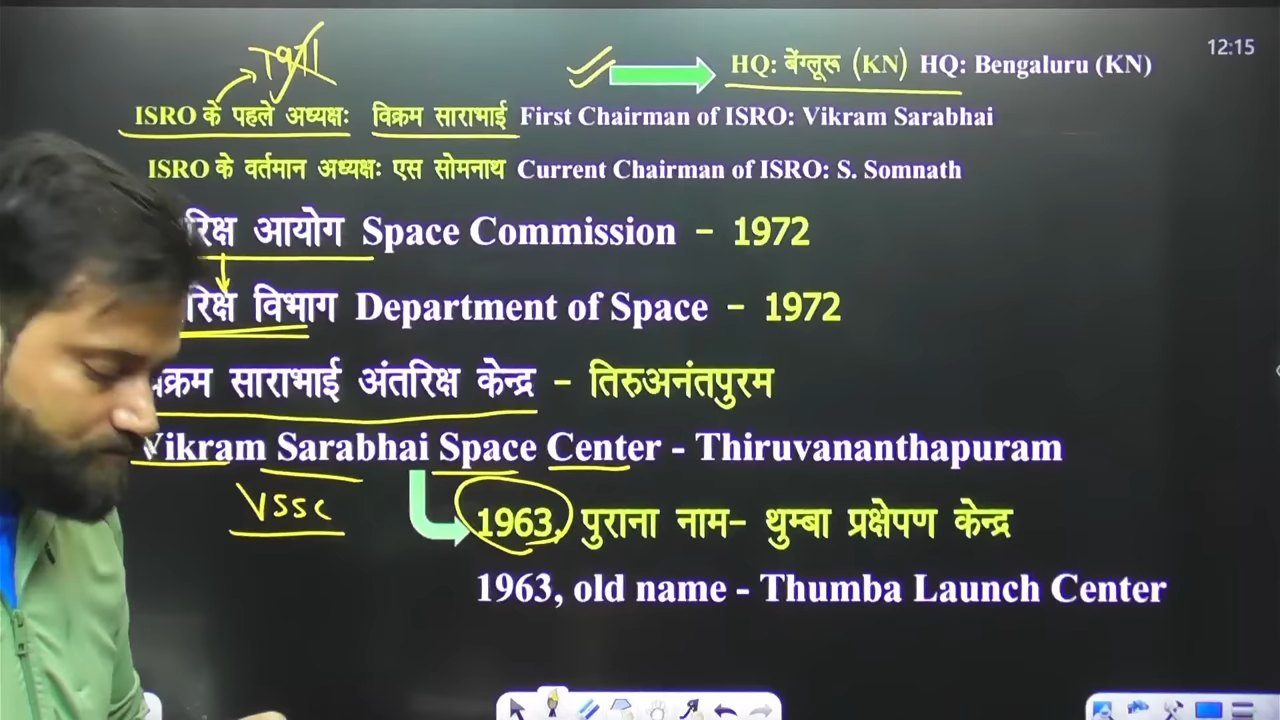 1971
HQ: बेंग्लूरू (KN) HQ: Bengaluru (KN)
12:15
ISRO के पहले अध्यक्षः विक्रम साराभाई First Chairman of ISRO: Vikram Sarabhai
ISRO के वर्तमान अध्यक्षः एस सोमनाथ Current Chairman of ISRO: S. Somnath
आयोग Space Commission - 1972
विभाग Department of Space - 1972
साराभाई अंतरिक्ष केन्द्र - तिरुअनंतपुरम
Vikram Sarabhai Space Center - Thiruvananthapuram
VSSC
1963, पुराना नाम- थुम्बा प्रक्षेपण केन्द्र
1963, old name - Thumba Launch Center